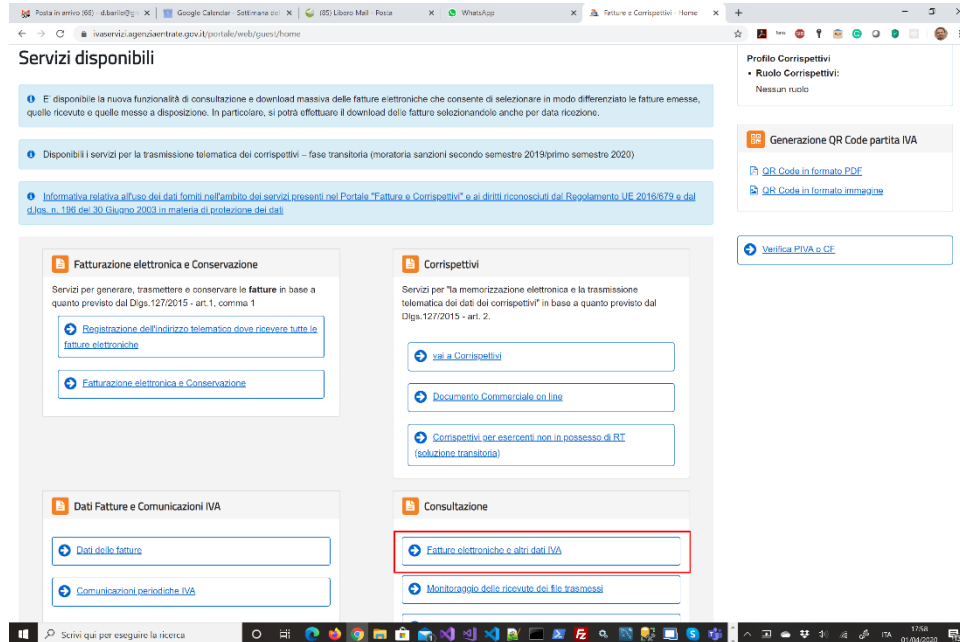 Posta in arrivo (66) - d.barile@g
Google Calendar - Settimana del
(85) Libero Mail - Posta
WhatsApp
Fatture e Corrispettivi - Home
ivaservizi.agenziaentrate.gov.it/portale/web/guest/home
Servizi disponibili
E' disponibile la nuova funzionalità di consultazione e download massiva delle fatture elettroniche che consente di selezionare in modo differenziato le fatture emesse,
quelle ricevute e quelle messe a disposizione. In particolare, si potrà effettuare il download delle fatture selezionandole anche per data ricezione.
Disponibili i servizi per la trasmissione telematica dei corrispettivi – fase transitoria (moratoria sanzioni secondo semestre 2019/primo semestre 2020)
Informativa relativa all'uso dei dati forniti nell'ambito dei servizi presenti nel Portale "Fatture e Corrispettivi" e ai diritti riconosciuti dal Regolamento UE 2016/679 e dal
d.lgs. n. 196 del 30 Giugno 2003 in materia di protezione dei dati
Profilo Corrispettivi
• Ruolo Corrispettivi:
Nessun ruolo
Generazione QR Code partita IVA
QR Code in formato PDF
QR Code in formato immagine
Verifica PIVA o CF
Fatturazione elettronica e Conservazione
Servizi per generare, trasmettere e conservare le fatture in base a
quanto previsto dal Dlgs.127/2015 - art.1, comma 1
Registrazione dell'indirizzo telematico dove ricevere tutte le
fatture elettroniche
Fatturazione elettronica e Conservazione
Corrispettivi
Servizi per "la memorizzazione elettronica e la trasmissione
telematica dei dati dei corrispettivi" in base a quanto previsto dal
Dlgs.127/2015 - art. 2.
vai a Corrispettivi
Documento Commerciale on line
Corrispettivi per esercenti non in possesso di RT
(soluzione transitoria)
Dati Fatture e Comunicazioni IVA
Dati delle fatture
Comunicazioni periodiche IVA
Consultazione
Fatture elettroniche e altri dati IVA
Monitoraggio delle ricevute dei file trasmessi
Scrivi qui per eseguire la ricerca
ITA
17:58
01/04/2020